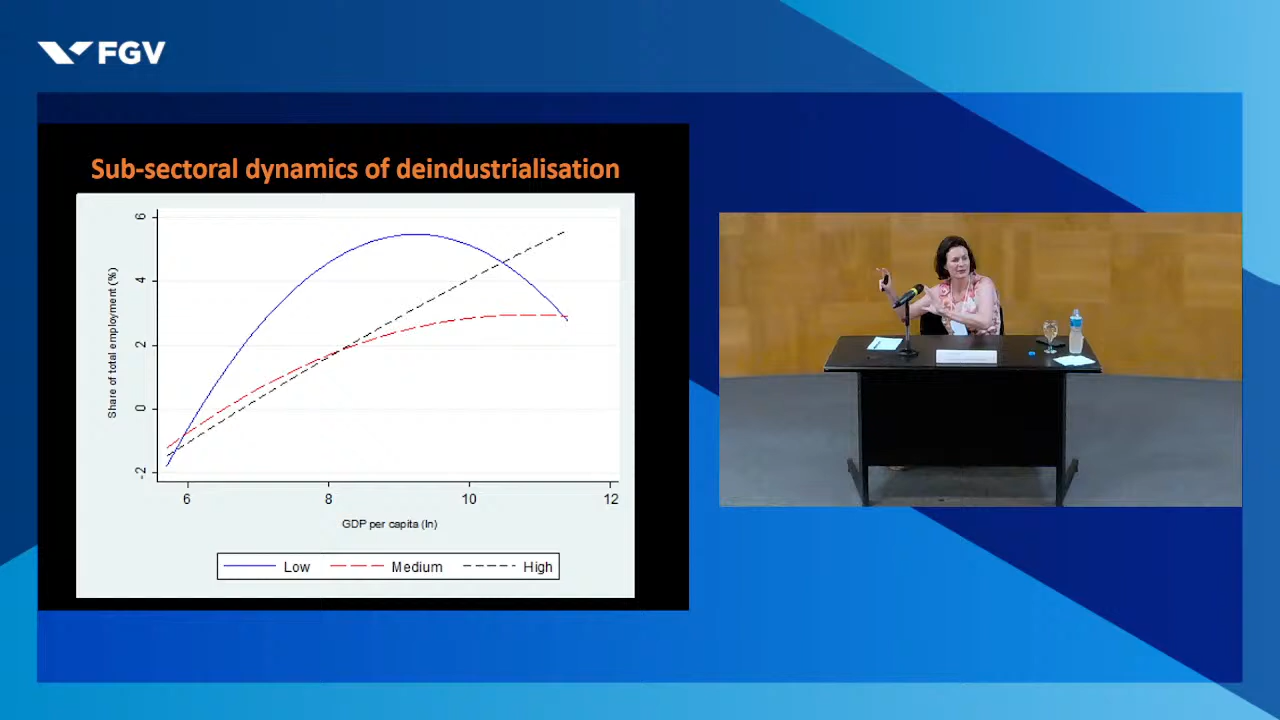 FGV
Sub-sectoral dynamics of deindustrialisation
Share of total employment (%)
6
4
2
0
-2
6 8 10 12
GDP per capita (ln)
Low Medium High